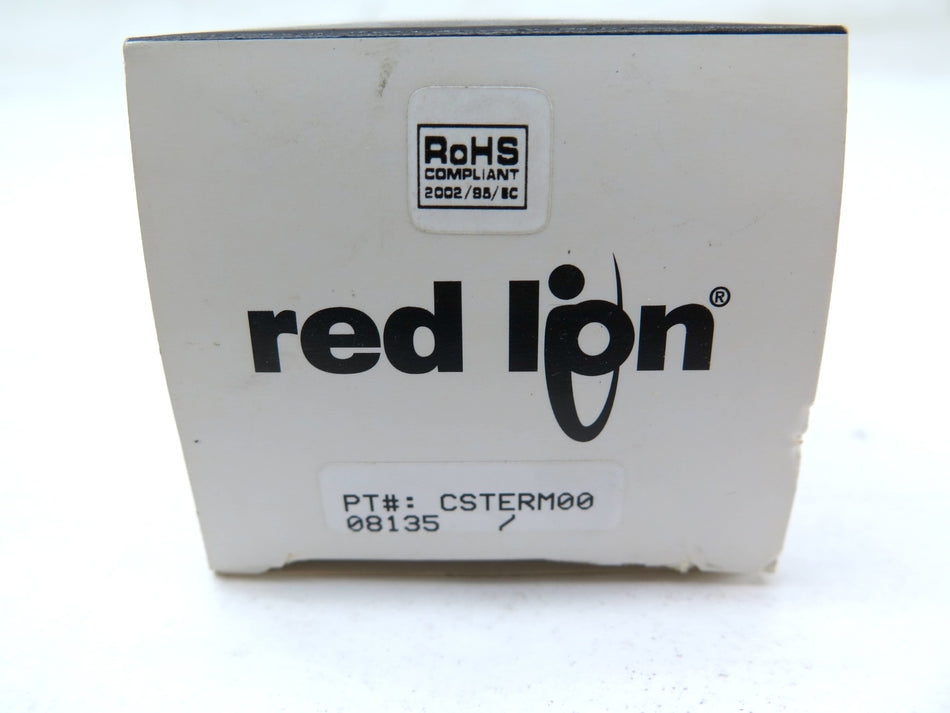 RoHS
COMPLIANT
2002/95/EC
red lion®
PT#: CSTERM00
08135 /